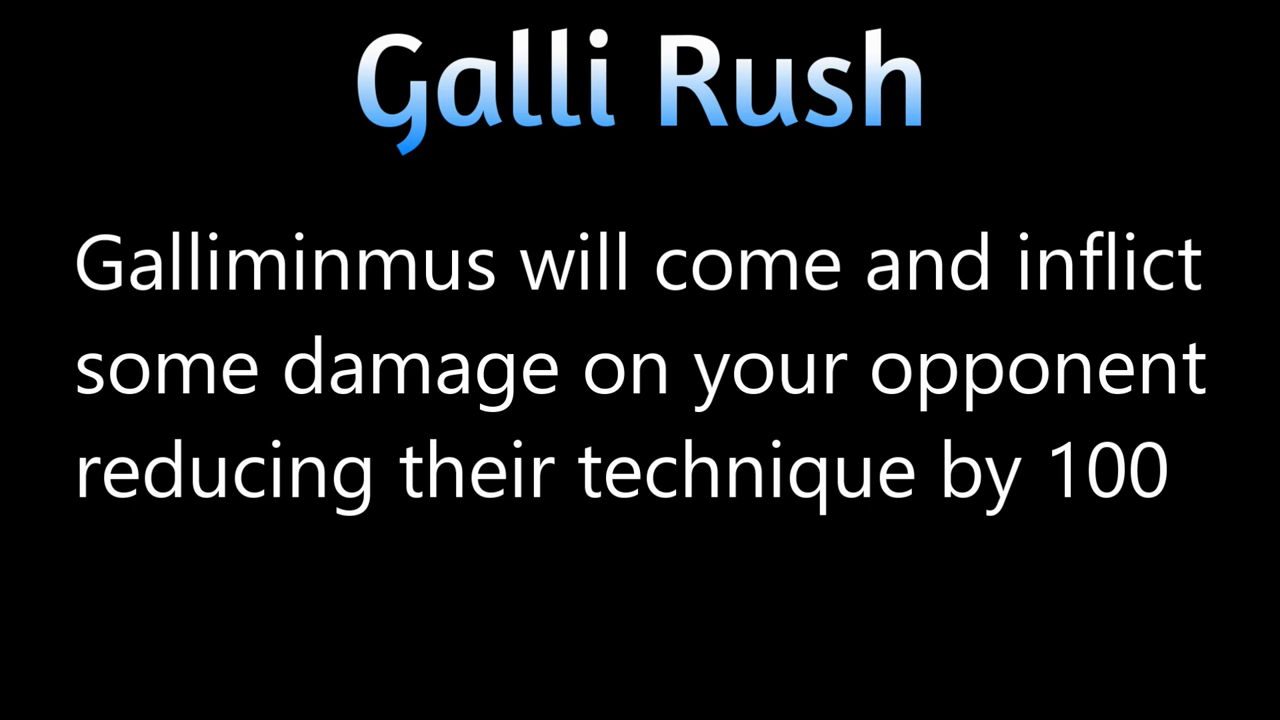 Galli Rush
Galliminmus will come and inflict
some damage on your opponent
reducing their technique by 100